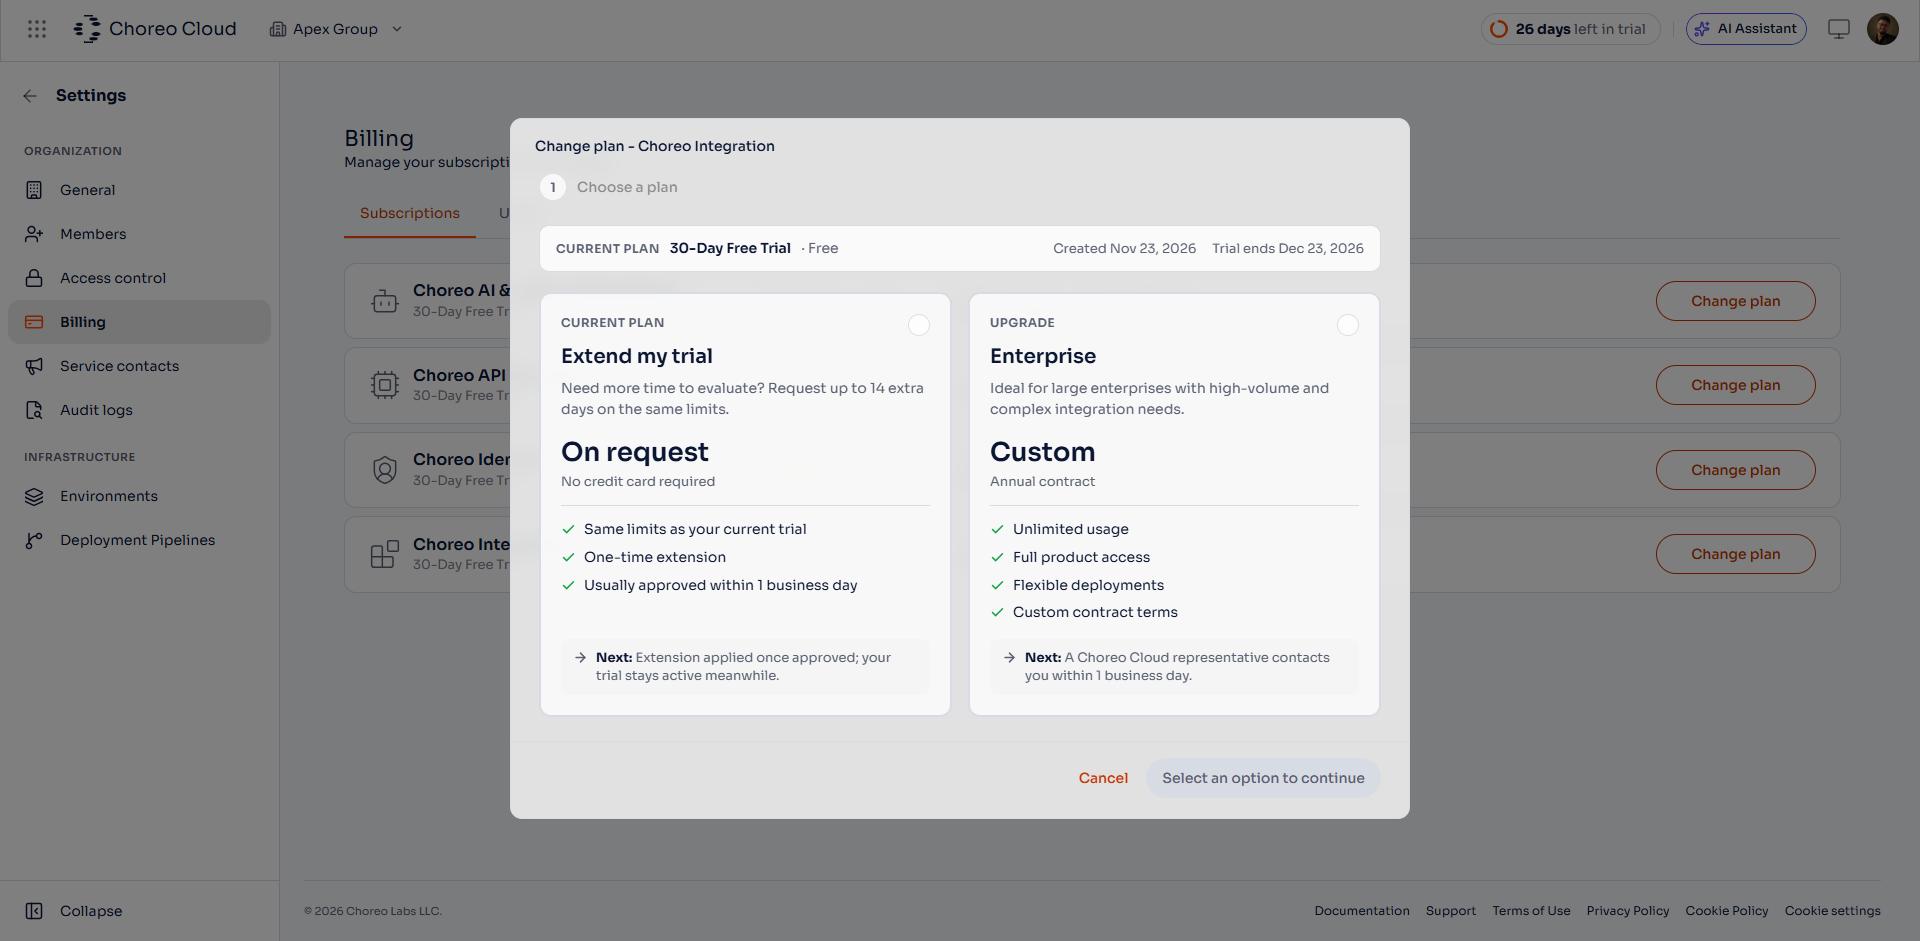 Choreo Cloud
Apex Group
26 days left in trial
AI Assistant
Settings
ORGANIZATION
General
Members
Access control
Billing
Service contacts
Audit logs
INFRASTRUCTURE
Environments
Deployment Pipelines
Collapse
Billing
Manage your subscripti
Subscriptions
U
Choreo AI &
30-Day Free Tr
Change plan
Choreo API
30-Day Free Tr
Change plan
Choreo Iden
30-Day Free Tr
Change plan
Choreo Inte
30-Day Free Tr
Change plan
Change plan - Choreo Integration
1 Choose a plan
CURRENT PLAN 30-Day Free Trial · Free
Created Nov 23, 2026 Trial ends Dec 23, 2026
CURRENT PLAN
Extend my trial
Need more time to evaluate? Request up to 14 extra
days on the same limits.
On request
No credit card required
Same limits as your current trial
One-time extension
Usually approved within 1 business day
Next: Extension applied once approved; your
trial stays active meanwhile.
UPGRADE
Enterprise
Ideal for large enterprises with high-volume and
complex integration needs.
Custom
Annual contract
Unlimited usage
Full product access
Flexible deployments
Custom contract terms
Next: A Choreo Cloud representative contacts
you within 1 business day.
Cancel
Select an option to continue
© 2026 Choreo Labs LLC.
Documentation Support Terms of Use Privacy Policy Cookie Policy Cookie settings